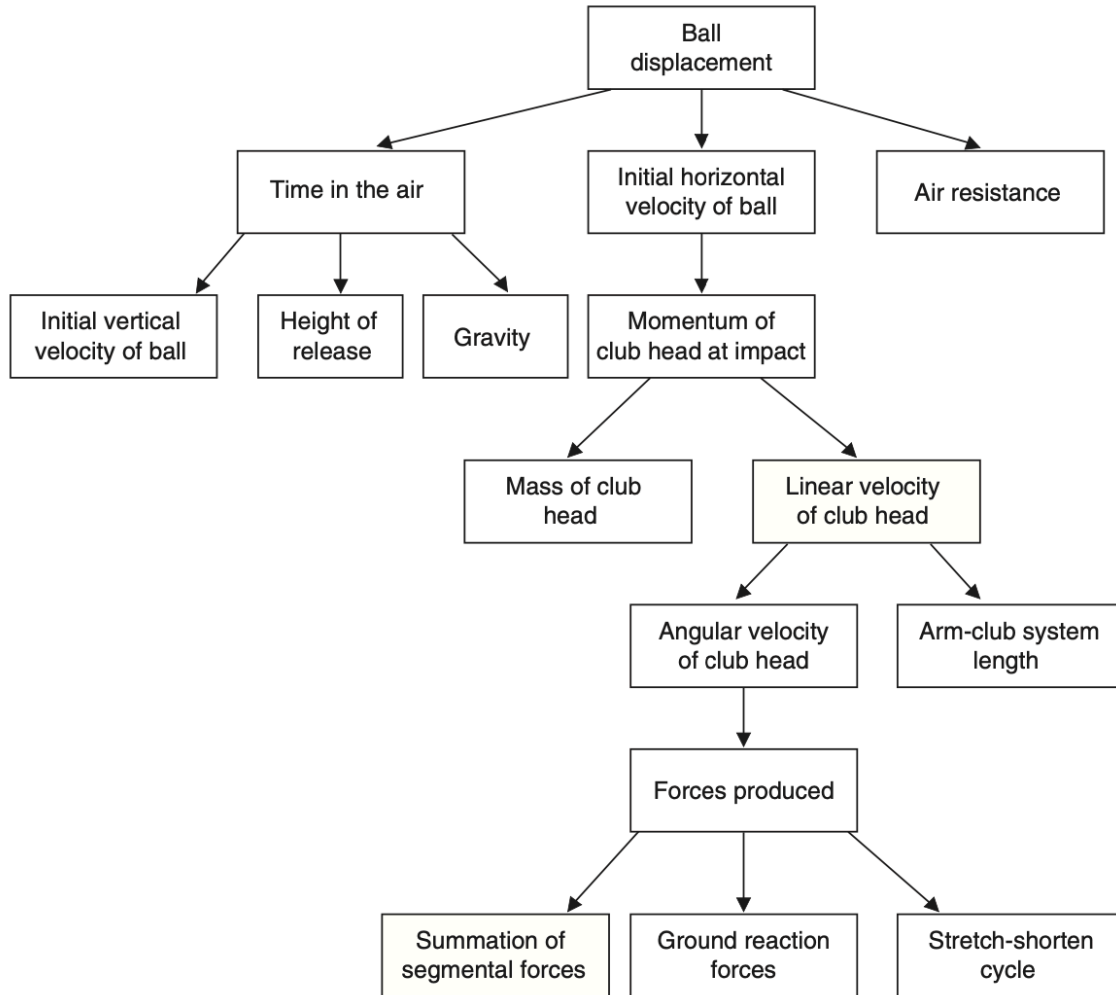 Ball
displacement
Time in the air
Initial horizontal
velocity of ball
Air resistance
Initial vertical
velocity of ball
Height of
release
Gravity
Momentum of
club head at impact
Mass of club
head
Linear velocity
of club head
Angular velocity
of club head
Arm-club system
length
Forces produced
Summation of
segmental forces
Ground reaction
forces
Stretch-shorten
cycle